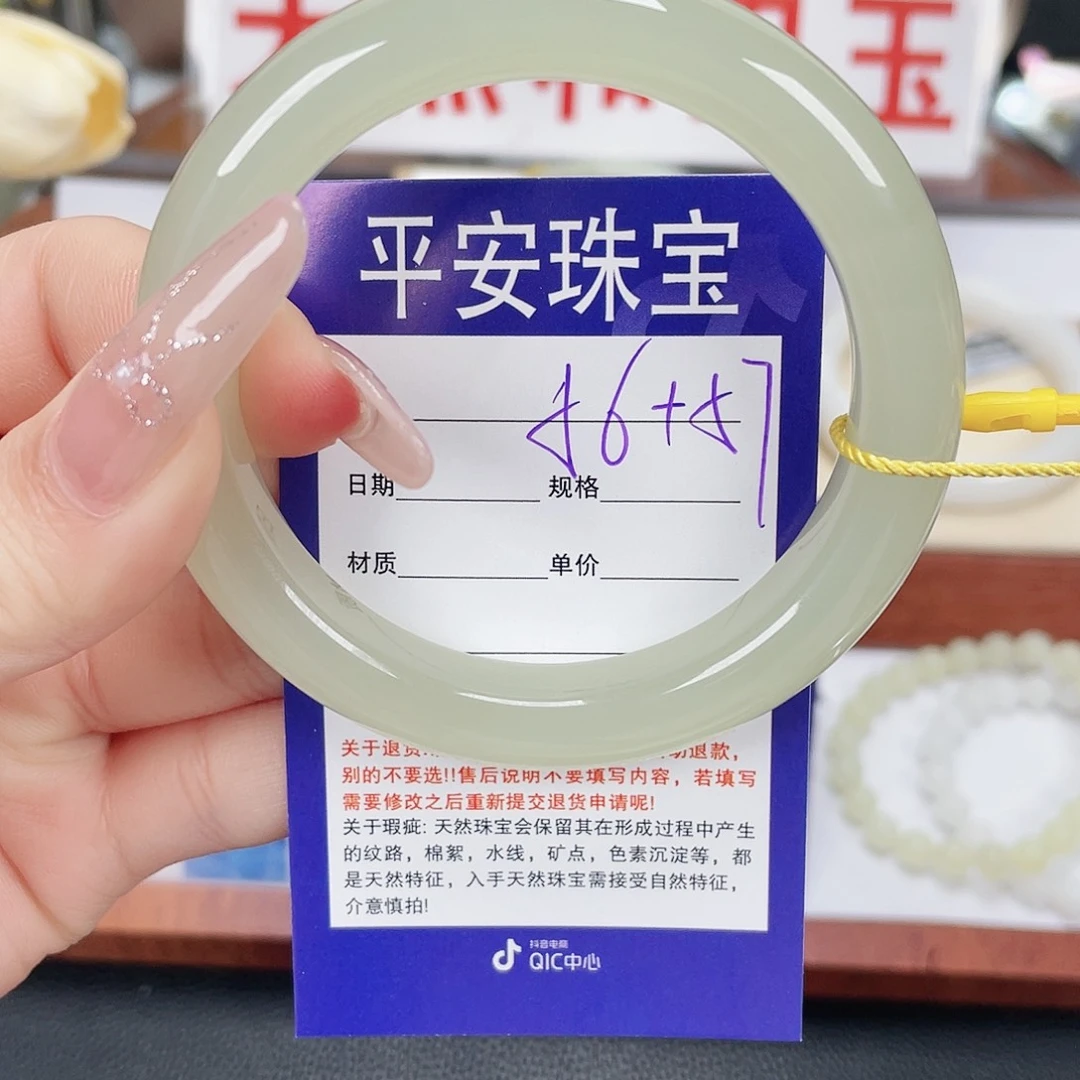 玉
平安珠宝
56+57
日期 规格
材质 单价
关于退货 动退款，
别的不要选!!售后说明不要填写内容，若填写
需要修改之后重新提交退货申请呢!
关于瑕疵: 天然珠宝会保留其在形成过程中产生
的纹路，棉絮，水线，矿点，色素沉淀等，都
是天然特征，入手天然珠宝需接受自然特征，
介意慎拍!
抖音电商
QIC中心